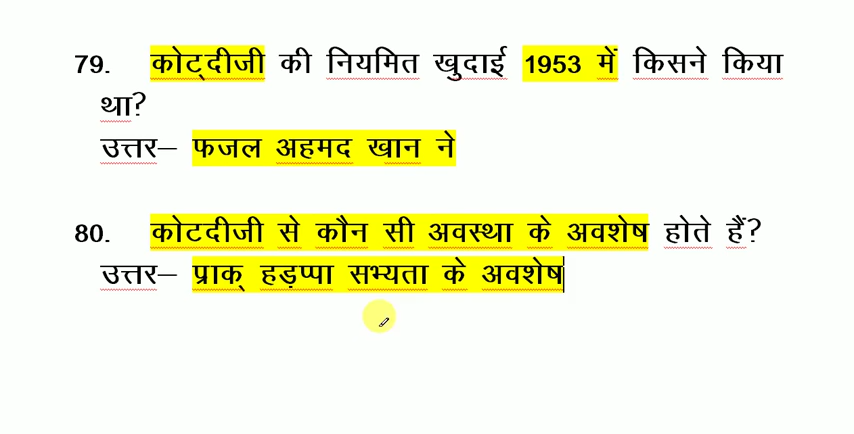 79. कोट्दीजी की नियमित खुदाई 1953 में किसने किया
था?
उत्तर– फजल अहमद खान ने
80. कोटदीजी से कौन सी अवस्था के अवशेष होते हैं?
उत्तर– प्राक् हड़प्पा सभ्यता के अवशेष